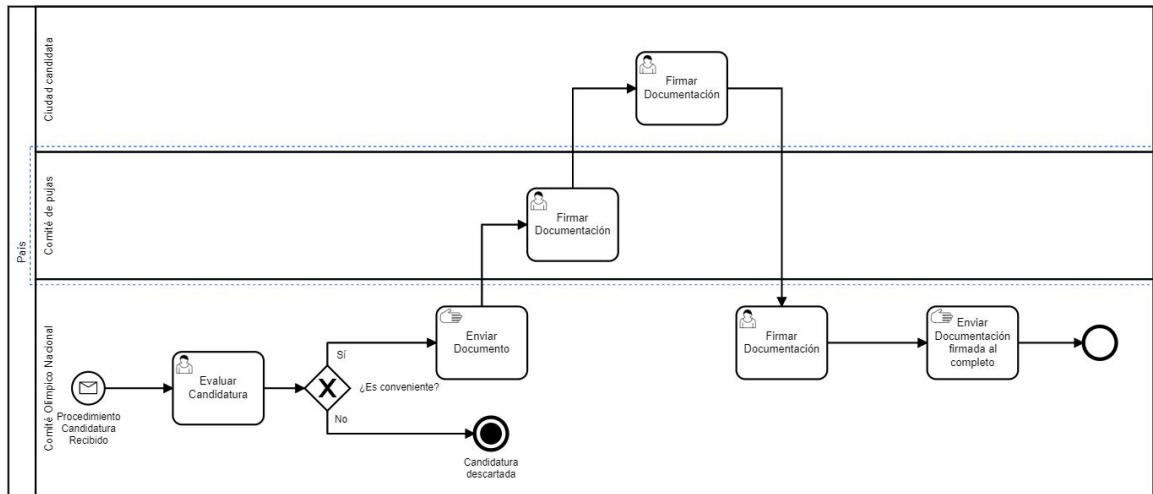 País
Ciudad candidata
Firmar
Documentación
Comité de pujas
Firmar
Documentación
Comité Olímpico Nacional
Procedimiento
Candidatura
Recibido
Evaluar
Candidatura
¿Es conveniente?
Sí
No
Enviar
Documento
Candidatura
descartada
Firmar
Documentación
Enviar
Documentación
firmada al
completo